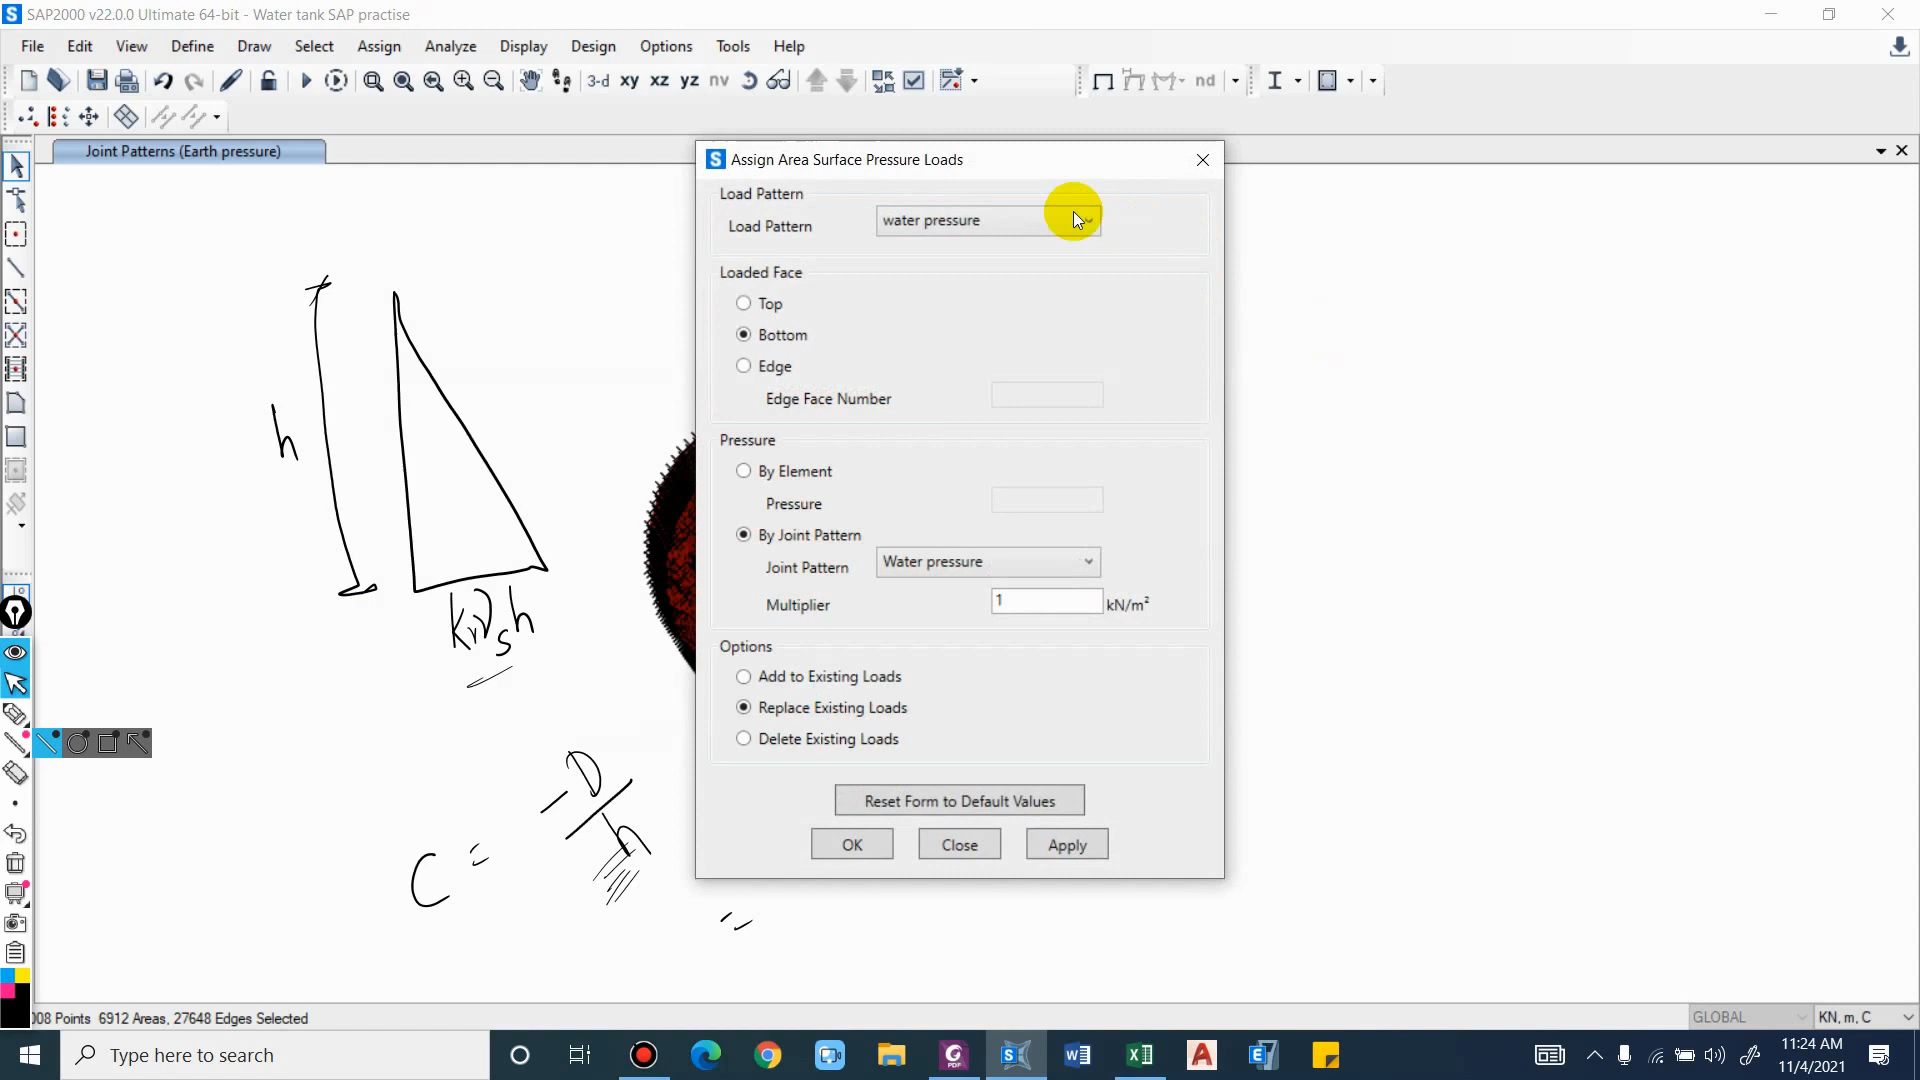 SAP2000 v22.0.0 Ultimate 64-bit - Water tank SAP practise
File Edit View Define Draw Select Assign Analyze Display Design Options Tools Help
3-d xy xz yz nv nd
Joint Patterns (Earth pressure)
Assign Area Surface Pressure Loads
Load Pattern
Load Pattern water pressure
Loaded Face
Top
Bottom
Edge
Edge Face Number
Pressure
By Element
Pressure
By Joint Pattern
Joint Pattern Water pressure
Multiplier 1 kN/m²
Options
Add to Existing Loads
Replace Existing Loads
Delete Existing Loads
Reset Form to Default Values
OK Close Apply
h
C = -D/h
=
008 Points 6912 Areas, 27648 Edges Selected
GLOBAL KN, m, C
Type here to search
11:24 AM
11/4/2021